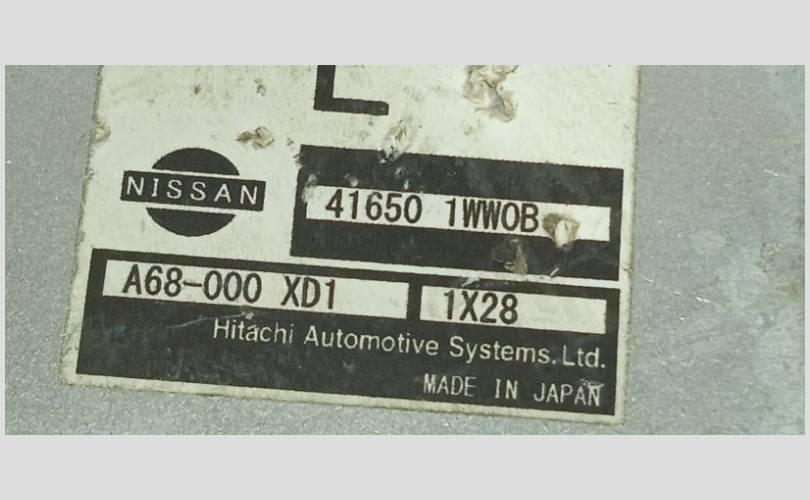 L
NISSAN
41650 1WW0B
A68-000 XD1
1X28
Hitachi Automotive Systems.Ltd.
MADE IN JAPAN